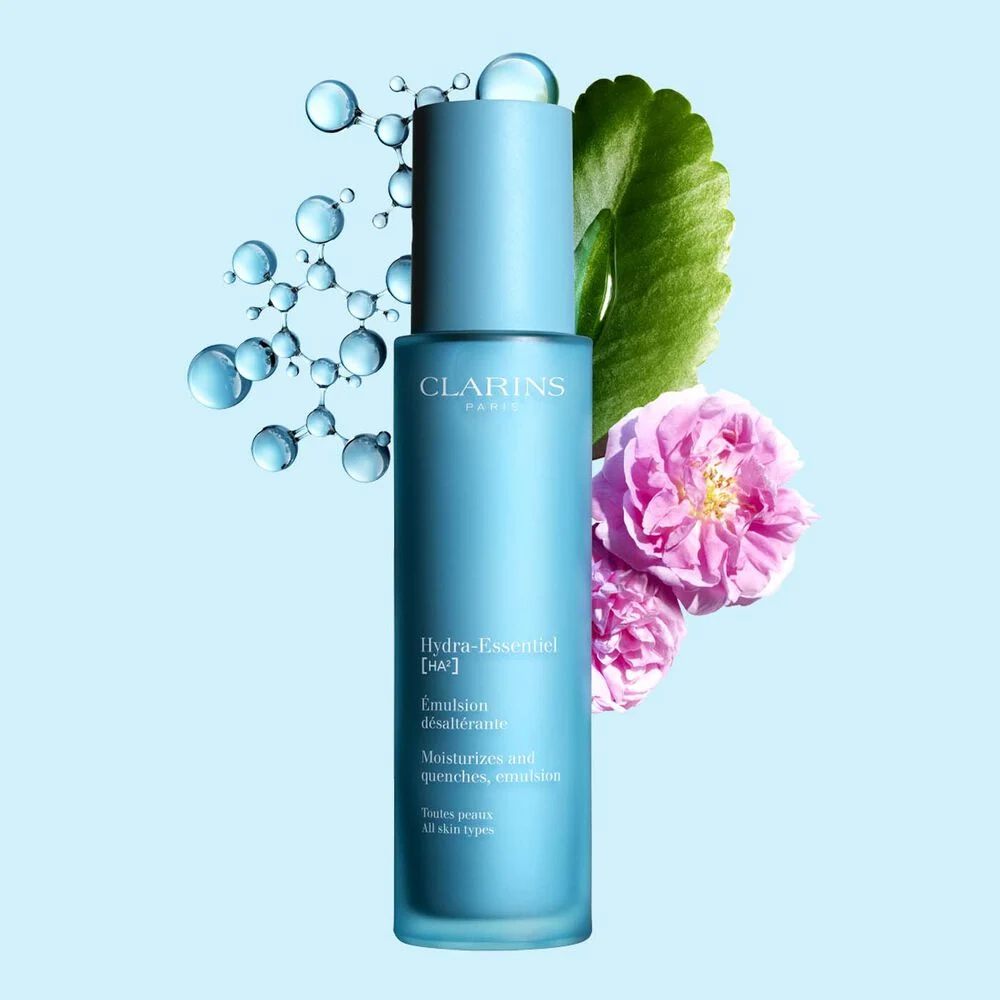 CLARINS
PARIS
Hydra-Essentiel
[HA²]
Émulsion
désaltérante
Moisturizes and
quenches, emulsion
Toutes peaux
All skin types